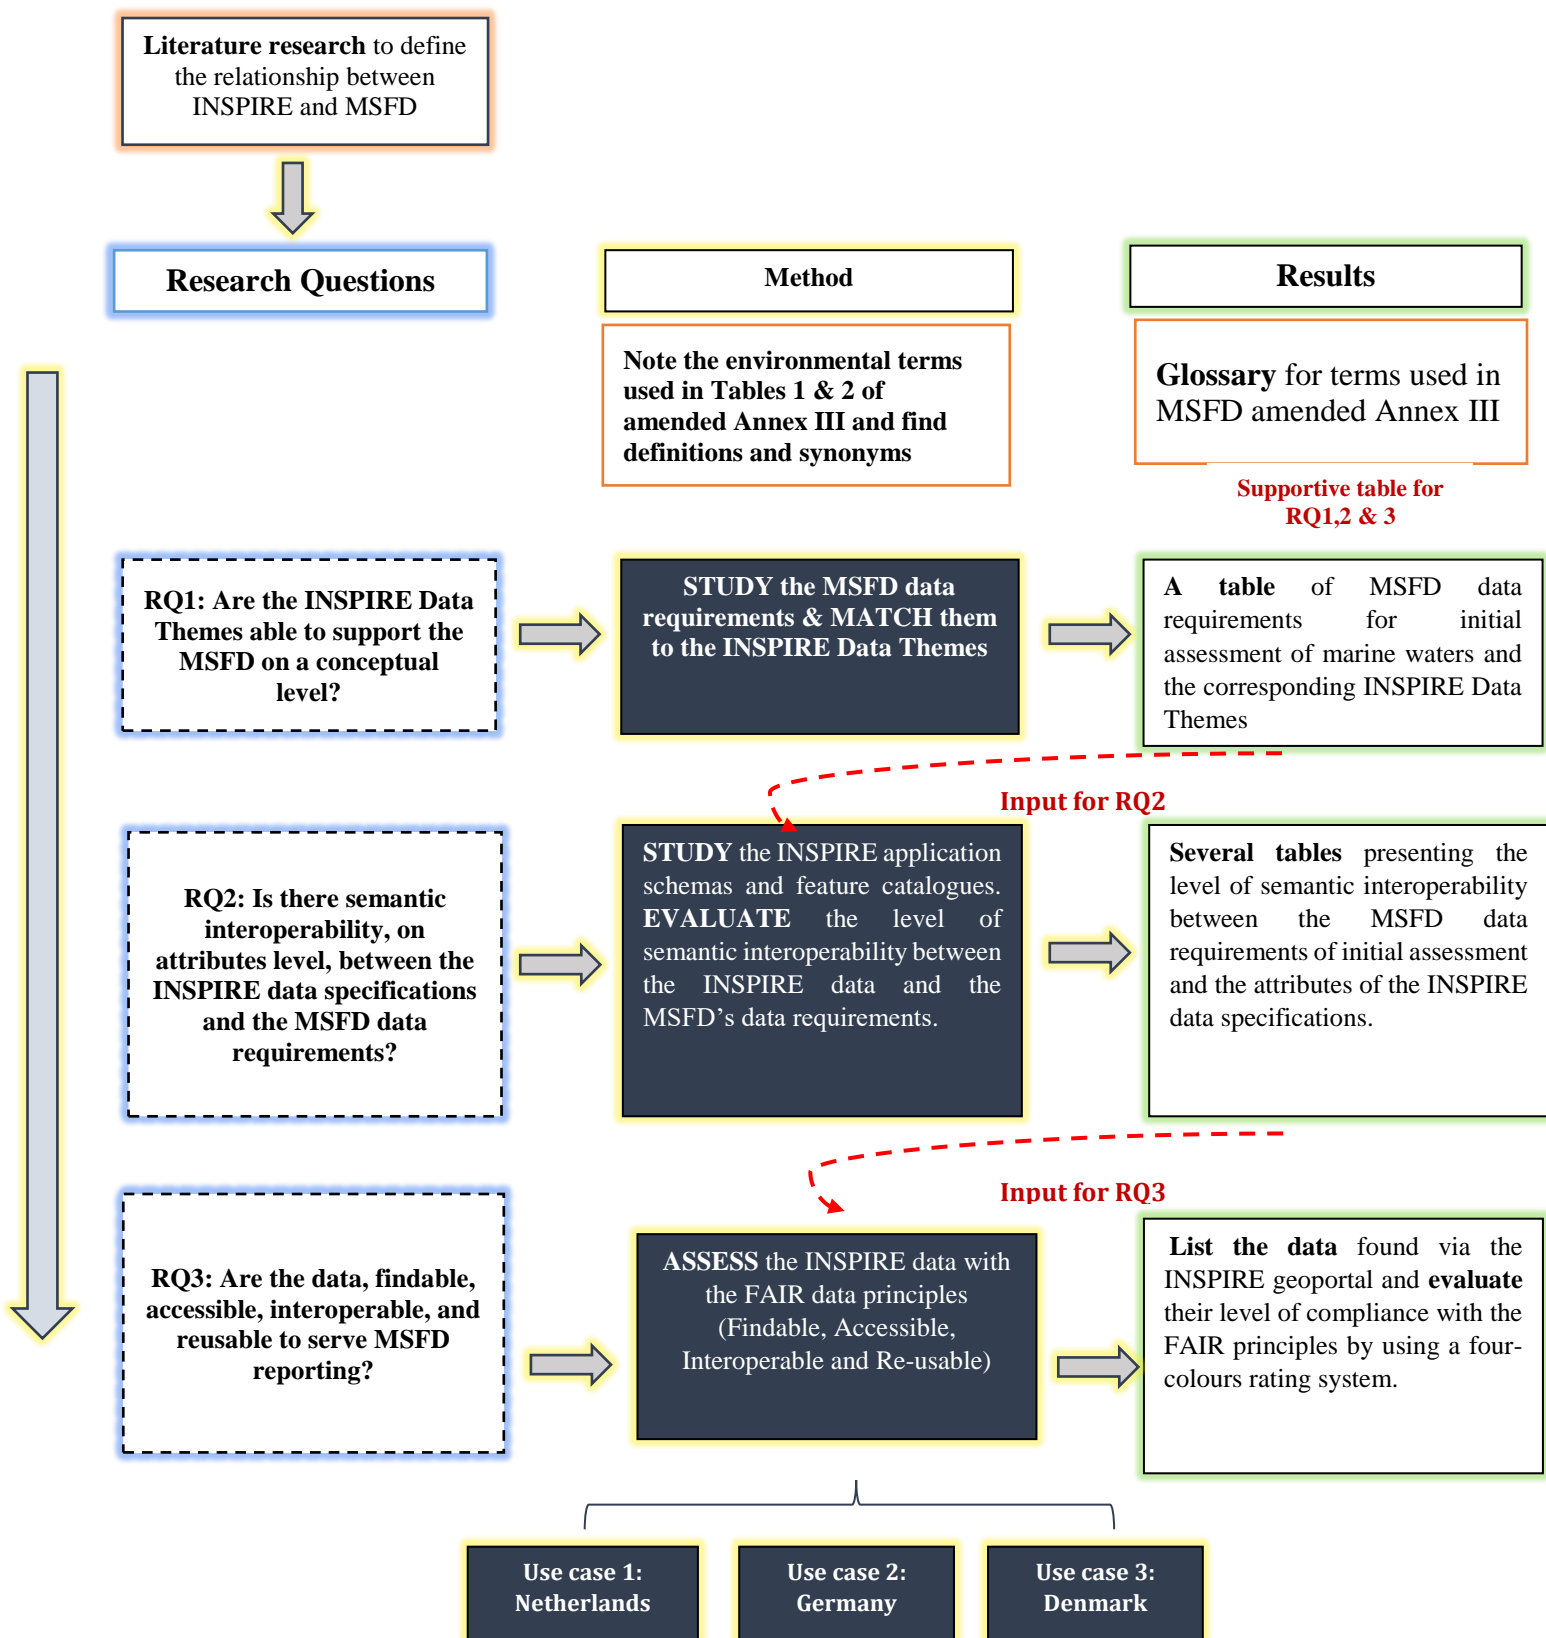 Literature research to define
the relationship between
INSPIRE and MSFD
Research Questions
Method
Results
Note the environmental terms
used in Tables 1 & 2 of
amended Annex III and find
definitions and synonyms
Glossary for terms used in
MSFD amended Annex III
Supportive table for
RQ1,2 & 3
RQ1: Are the INSPIRE Data
Themes able to support the
MSFD on a conceptual
level?
STUDY the MSFD data
requirements & MATCH them
to the INSPIRE Data Themes
A table of MSFD data
requirements for initial
assessment of marine waters and
the corresponding INSPIRE Data
Themes
Input for RQ2
RQ2: Is there semantic
interoperability, on
attributes level, between the
INSPIRE data specifications
and the MSFD data
requirements?
STUDY the INSPIRE application
schemas and feature catalogues.
EVALUATE the level of
semantic interoperability between
the INSPIRE data and the
MSFD’s data requirements.
Several tables presenting the
level of semantic interoperability
between the MSFD data
requirements of initial assessment
and the attributes of the INSPIRE
data specifications.
Input for RQ3
RQ3: Are the data, findable,
accessible, interoperable, and
reusable to serve MSFD
reporting?
ASSESS the INSPIRE data with
the FAIR data principles
(Findable, Accessible,
Interoperable and Re-usable)
List the data found via the
INSPIRE geoportal and evaluate
their level of compliance with the
FAIR principles by using a four-
colours rating system.
Use case 1:
Netherlands
Use case 2:
Germany
Use case 3:
Denmark